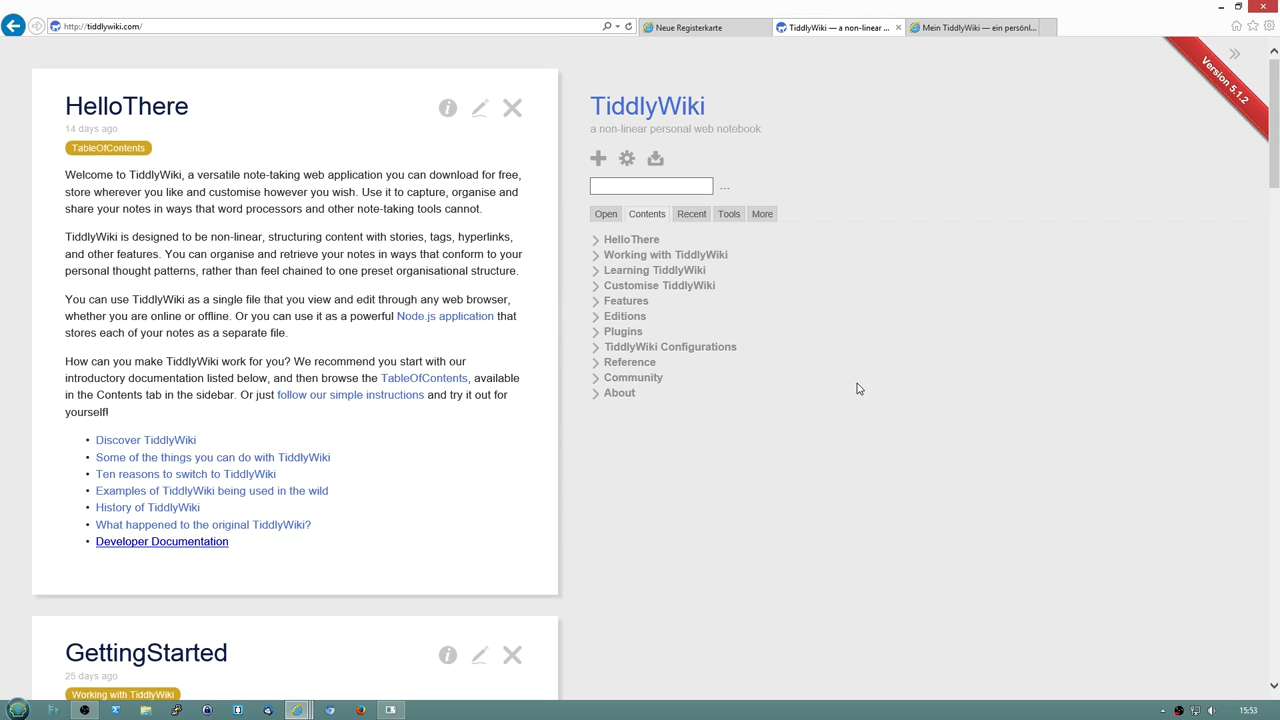 http://tiddlywiki.com/
Neue Registerkarte
TiddlyWiki — a non-linear ...
Mein TiddlyWiki — ein persönl...
Version 5.1.2
HelloThere
14 days ago
TableOfContents
Welcome to TiddlyWiki, a versatile note-taking web application you can download for free,
store wherever you like and customise however you wish. Use it to capture, organise and
share your notes in ways that word processors and other note-taking tools cannot.
TiddlyWiki is designed to be non-linear, structuring content with stories, tags, hyperlinks,
and other features. You can organise and retrieve your notes in ways that conform to your
personal thought patterns, rather than feel chained to one preset organisational structure.
You can use TiddlyWiki as a single file that you view and edit through any web browser,
whether you are online or offline. Or you can use it as a powerful Node.js application that
stores each of your notes as a separate file.
How can you make TiddlyWiki work for you? We recommend you start with our
introductory documentation listed below, and then browse the TableOfContents, available
in the Contents tab in the sidebar. Or just follow our simple instructions and try it out for
yourself!
• Discover TiddlyWiki
• Some of the things you can do with TiddlyWiki
• Ten reasons to switch to TiddlyWiki
• Examples of TiddlyWiki being used in the wild
• History of TiddlyWiki
• What happened to the original TiddlyWiki?
• Developer Documentation
GettingStarted
25 days ago
Working with TiddlyWiki
TiddlyWiki
a non-linear personal web notebook
...
Open Contents Recent Tools More
HelloThere
Working with TiddlyWiki
Learning TiddlyWiki
Customise TiddlyWiki
Features
Editions
Plugins
TiddlyWiki Configurations
Reference
Community
About
15:53